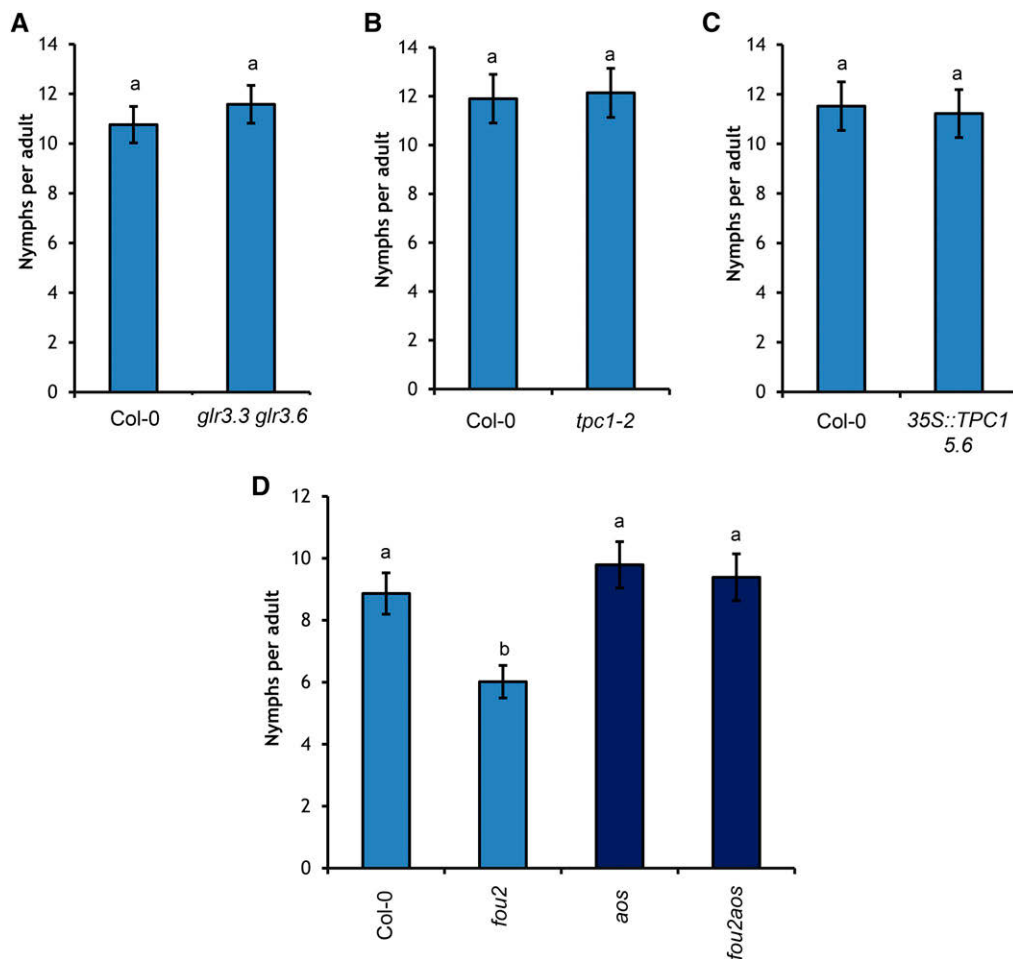 A
14
12
10
8
6
4
2
0
Nymphs per adult
a
a
Col-0
glr3.3 glr3.6
B
14
12
10
8
6
4
2
0
Nymphs per adult
a
a
Col-0
tpc1-2
C
14
12
10
8
6
4
2
0
Nymphs per adult
a
a
Col-0
35S::TPC1
5.6
D
12
10
8
6
4
2
0
Nymphs per adult
a
b
a
a
Col-0
fou2
aos
fou2aos